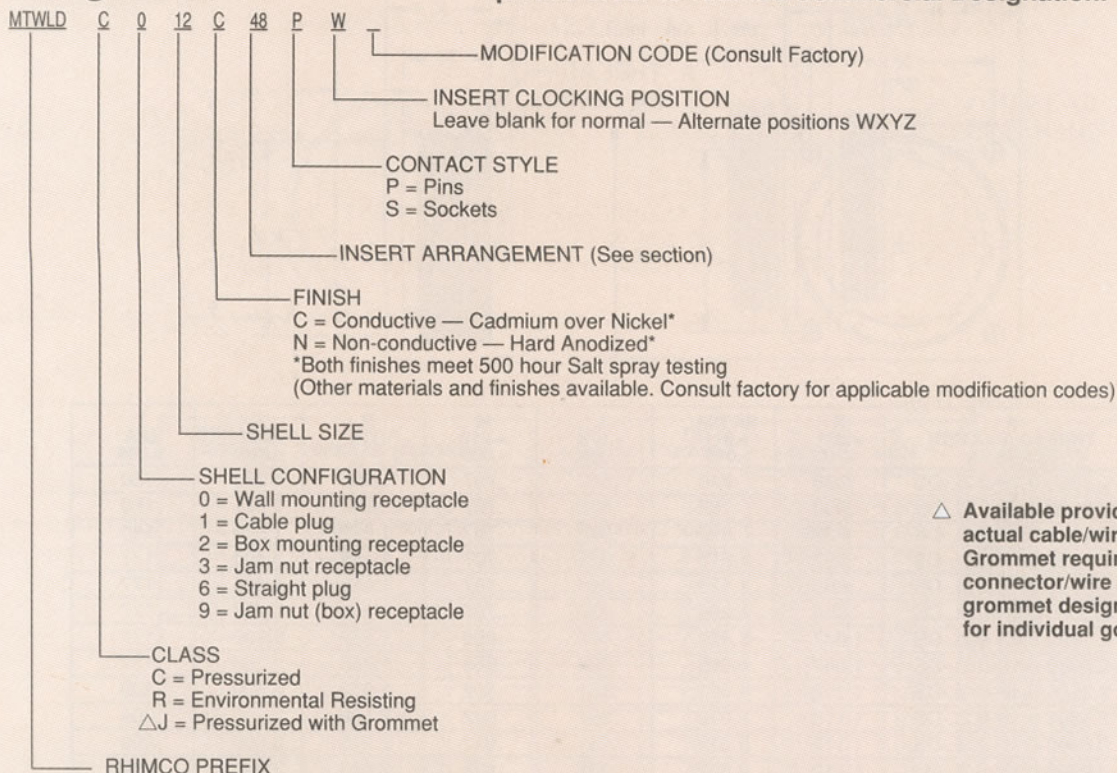 MTWLD C 0 12 C 48 P W _
MODIFICATION CODE (Consult Factory)
INSERT CLOCKING POSITION
Leave blank for normal — Alternate positions WXYZ
CONTACT STYLE
P = Pins
S = Sockets
INSERT ARRANGEMENT (See section)
FINISH
C = Conductive — Cadmium over Nickel*
N = Non-conductive — Hard Anodized*
*Both finishes meet 500 hour Salt spray testing
(Other materials and finishes available. Consult factory for applicable modification codes)
SHELL SIZE
SHELL CONFIGURATION
0 = Wall mounting receptacle
1 = Cable plug
2 = Box mounting receptacle
3 = Jam nut receptacle
6 = Straight plug
9 = Jam nut (box) receptacle
△ Available provid
actual cable/wir
Grommet requir
connector/wire
grommet design
for individual go
CLASS
C = Pressurized
R = Environmental Resisting
△J = Pressurized with Grommet
RHIMCO PREFIX